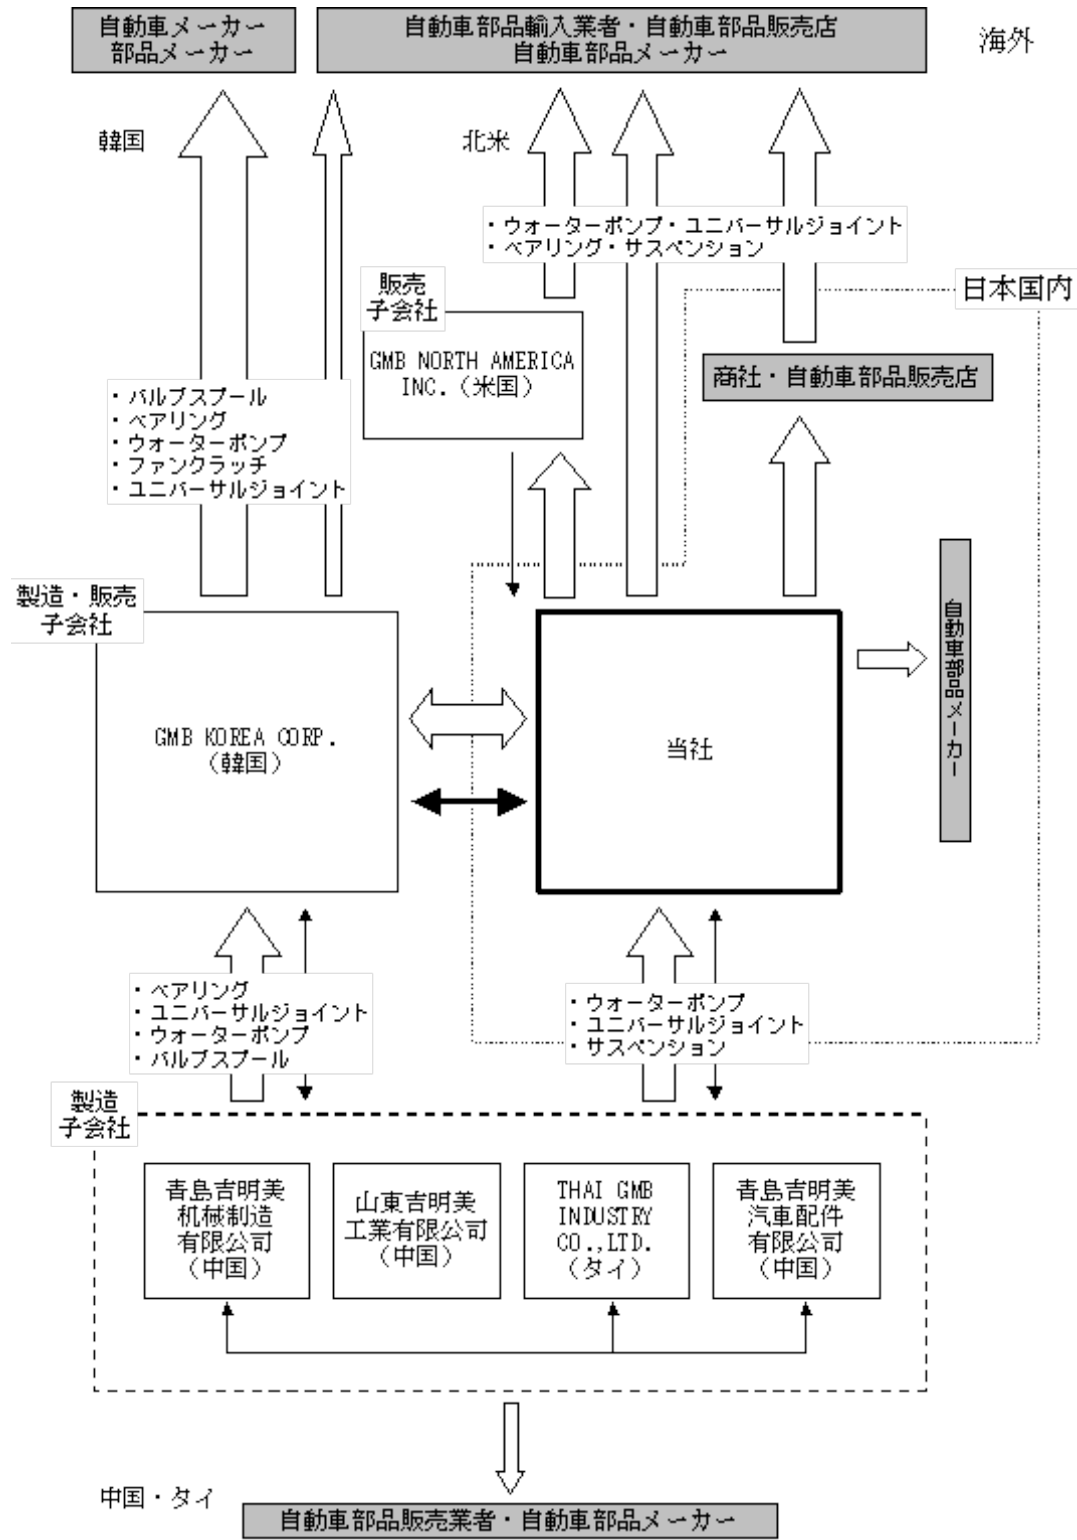 自動車メーカー
部品メーカー
自動車部品輸入業者・自動車部品販売店
自動車部品メーカー
海外
韓国
北米
・ウォーターポンプ・ユニバーサルジョイント
・ベアリング・サスペンション
販売
子会社
日本国内
GMB NORTH AMERICA
INC.（米国）
商社・自動車部品販売店
・バルブスプール
・ベアリング
・ウォーターポンプ
・ファンクラッチ
・ユニバーサルジョイント
製造・販売
子会社
自動車部品メーカー
GMB KOREA CORP.
（韓国）
当社
・ベアリング
・ユニバーサルジョイント
・ウォーターポンプ
・バルブスプール
・ウォーターポンプ
・ユニバーサルジョイント
・サスペンション
製造
子会社
青島吉明美
机械制造
有限公司
（中国）
山東吉明美
工業有限公司
（中国）
THAI GMB
INDUSTRY
CO.,LTD.
（タイ）
青島吉明美
汽車配件
有限公司
（中国）
中国・タイ
自動車部品販売業者・自動車部品メーカー